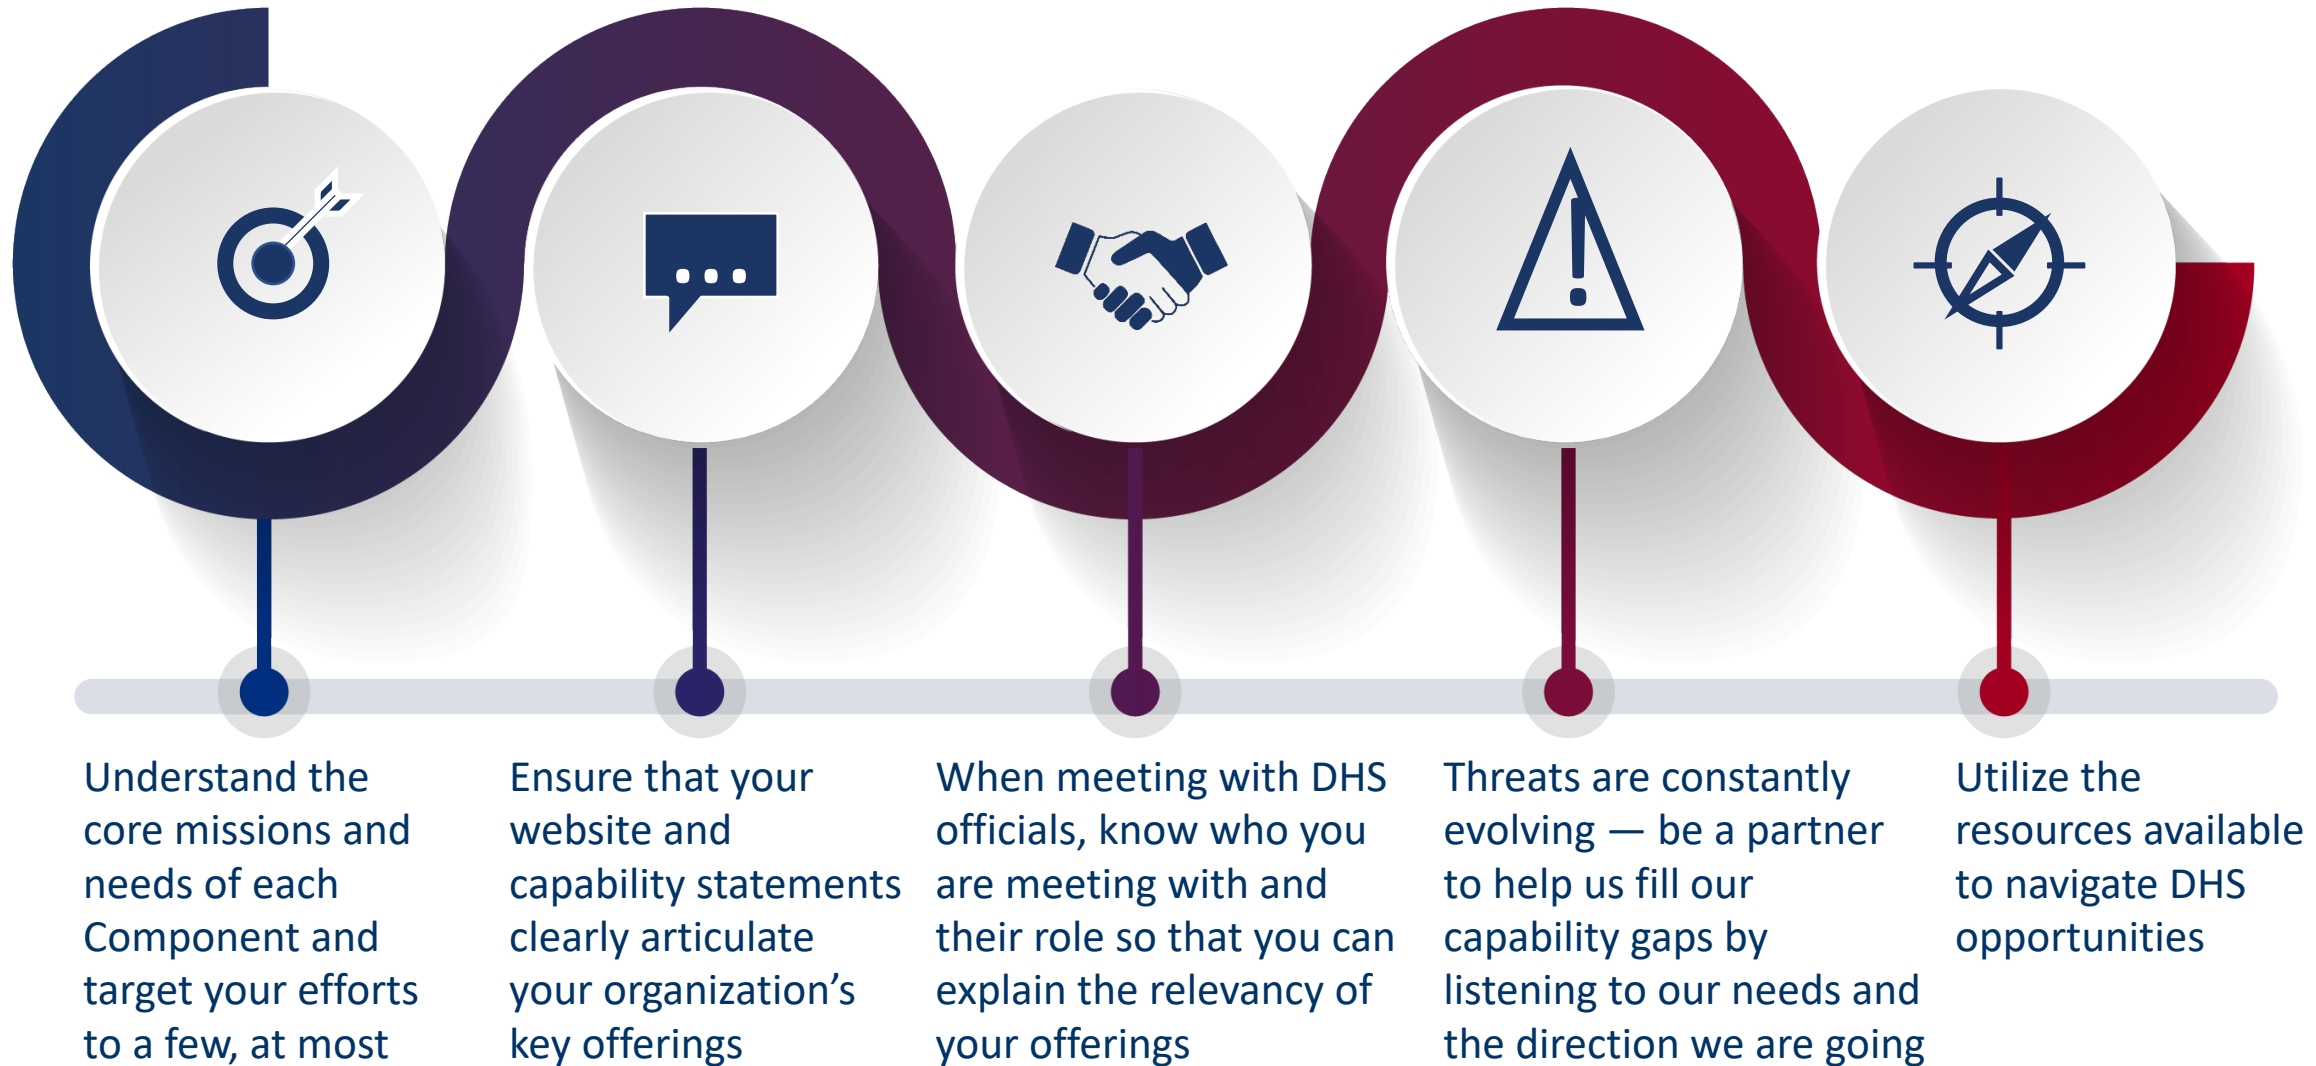 Understand the
core missions and
needs of each
Component and
target your efforts
to a few, at most
Ensure that your
website and
capability statements
clearly articulate
your organization’s
key offerings
When meeting with DHS
officials, know who you
are meeting with and
their role so that you can
explain the relevancy of
your offerings
Threats are constantly
evolving — be a partner
to help us fill our
capability gaps by
listening to our needs and
the direction we are going
Utilize the
resources available
to navigate DHS
opportunities